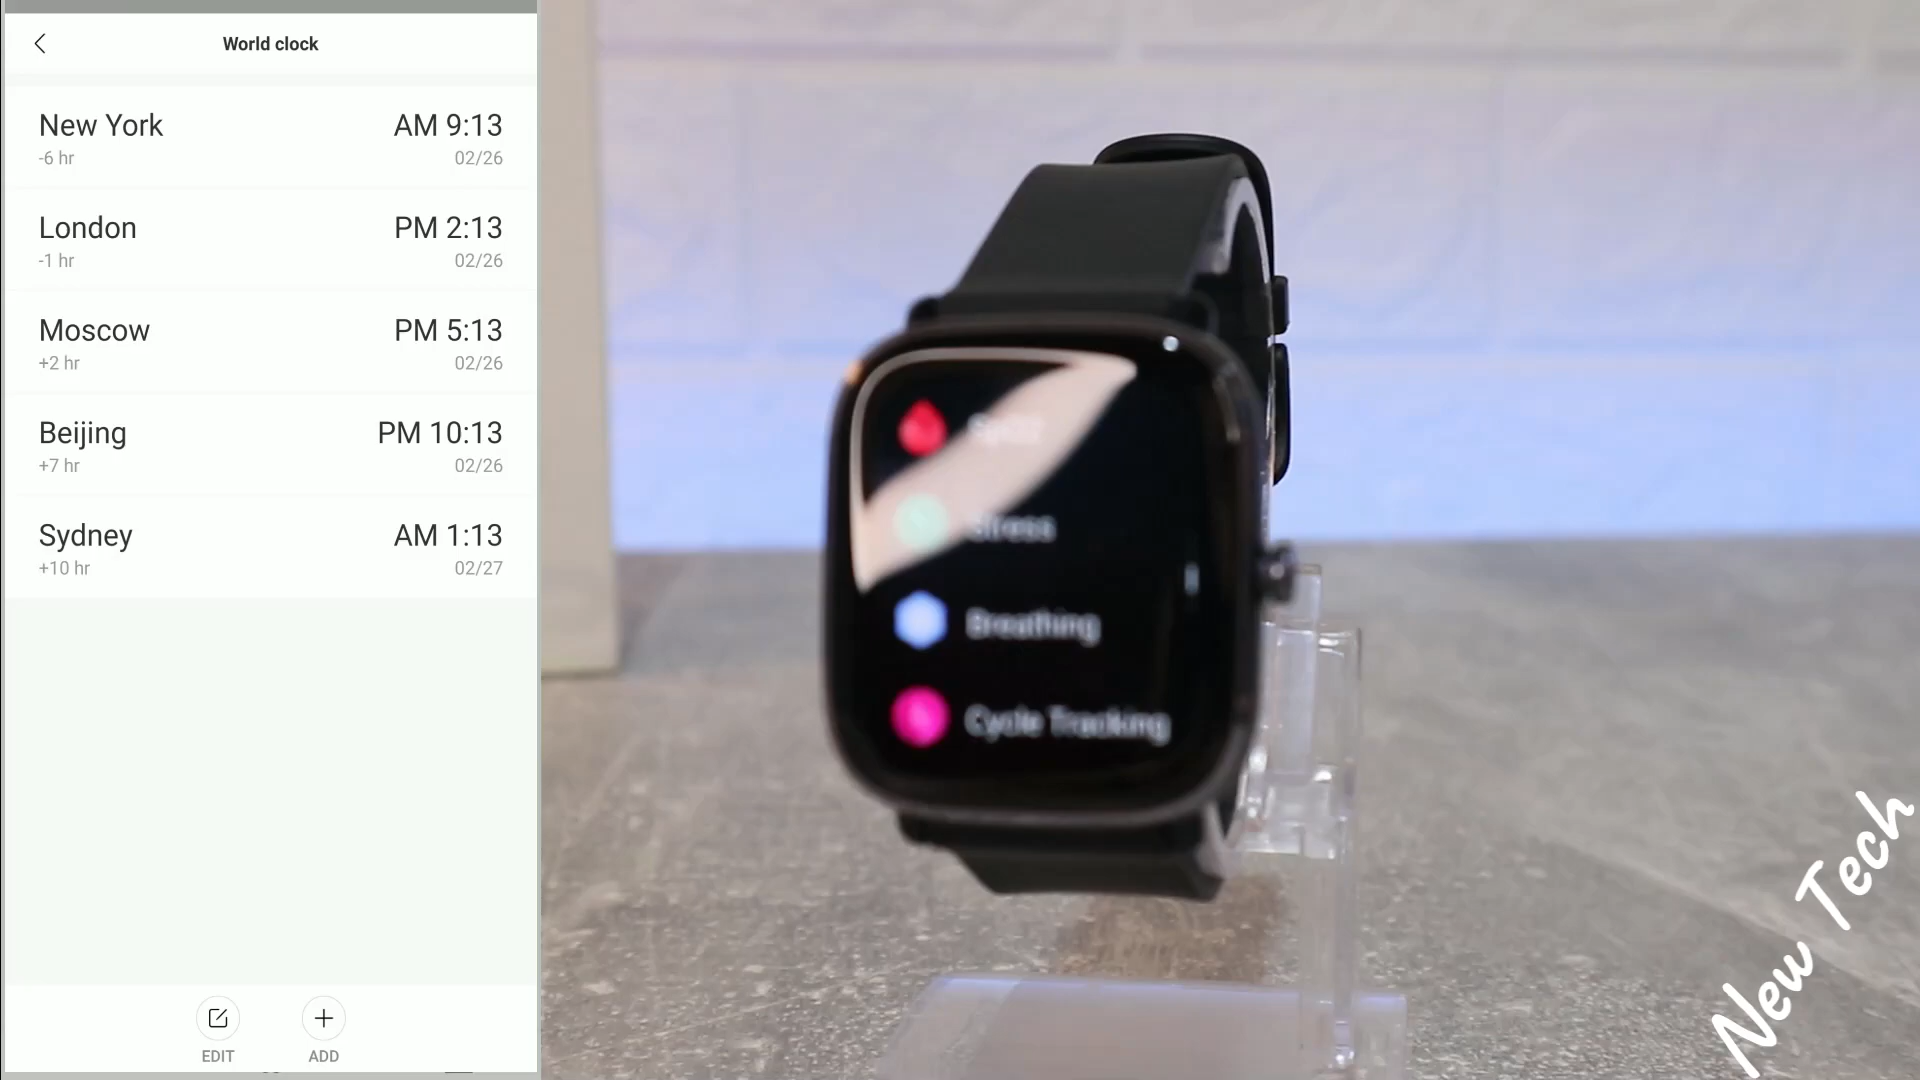 World clock
New York AM 9:13
-6 hr 02/26
London PM 2:13
-1 hr 02/26
Moscow PM 5:13
+2 hr 02/26
Beijing PM 10:13
+7 hr 02/26
Sydney AM 1:13
+10 hr 02/27
EDIT ADD
Stress
Breathing
Cycle Tracking
New Tech